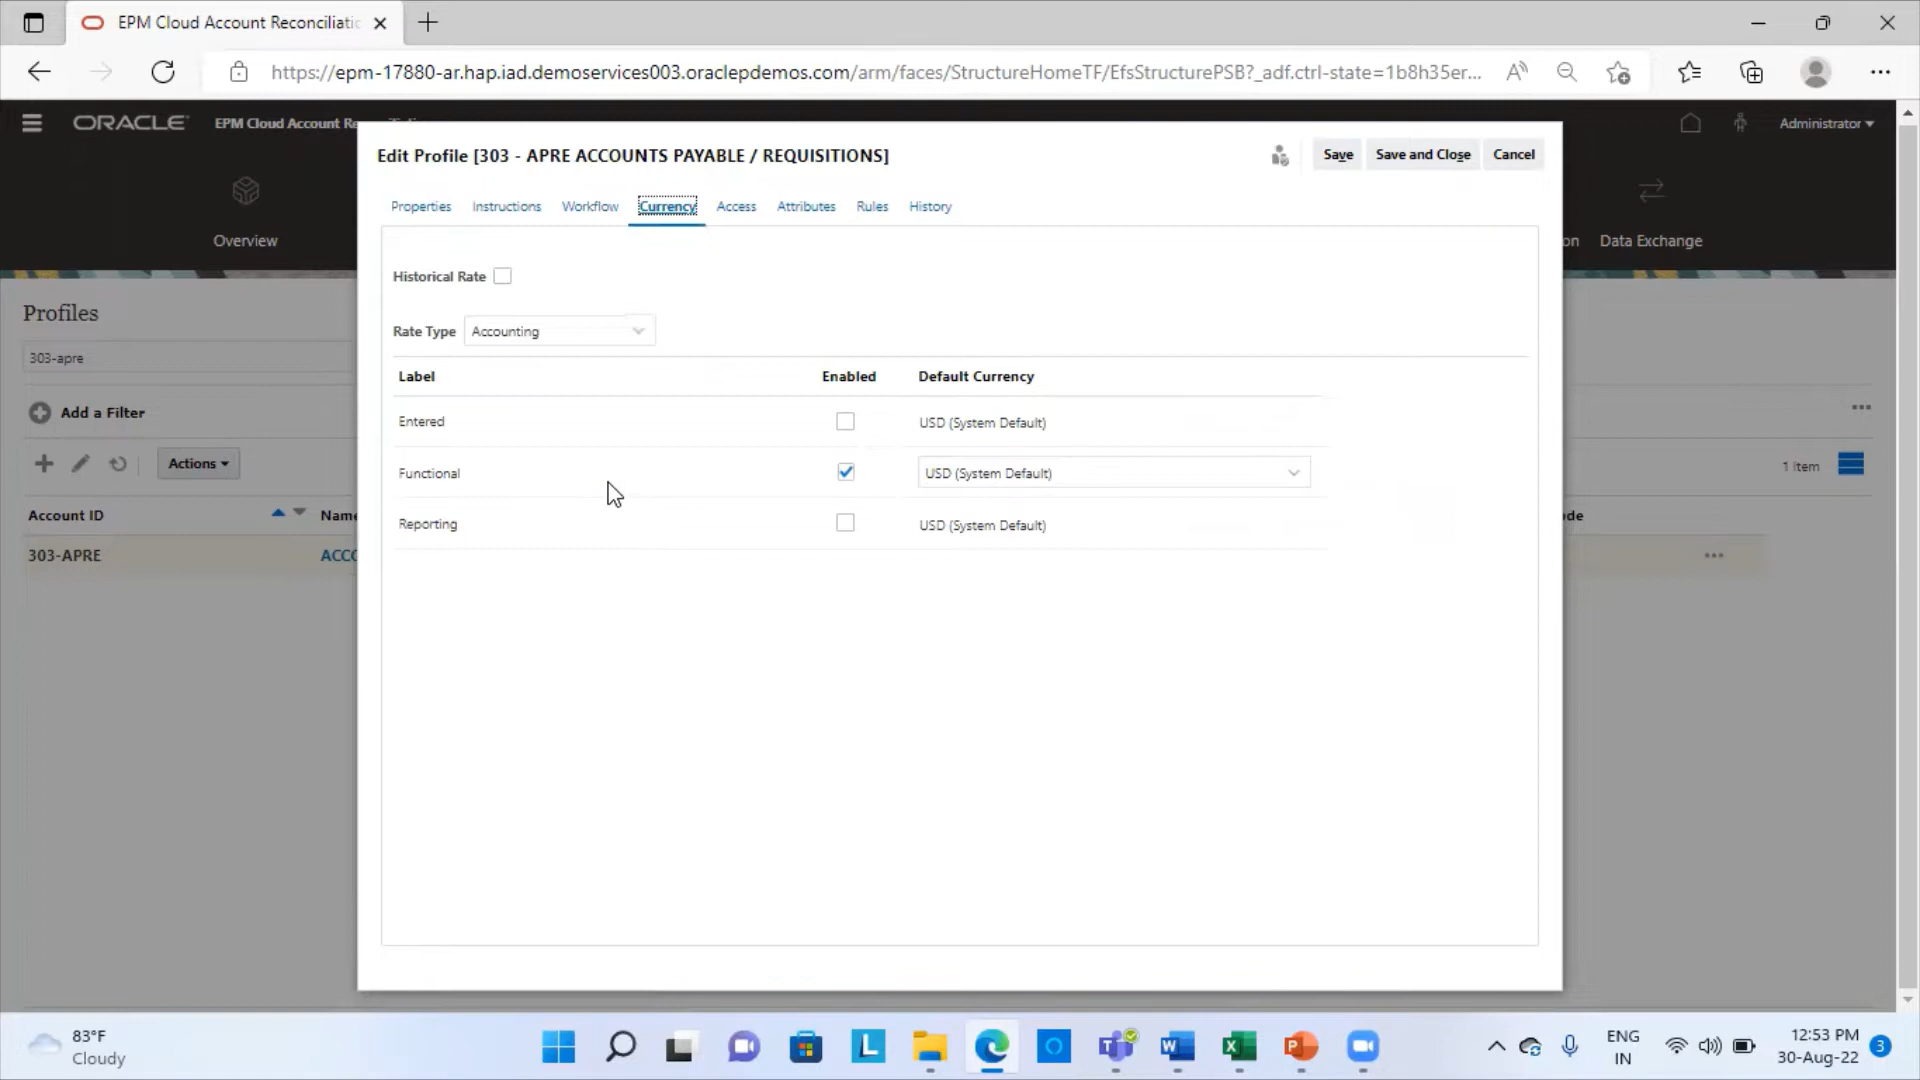 EPM Cloud Account Reconciliatic
https://epm-17880-ar.hap.iad.demoservices003.oraclepdemos.com/arm/faces/StructureHomeTF/EfsStructurePSB?_adf.ctrl-state=1b8h35er...
ORACLE
EPM Cloud Account Re
Administrator
Overview
on
Data Exchange
Edit Profile [303 - APRE ACCOUNTS PAYABLE / REQUISITIONS]
Save
Save and Close
Cancel
Properties
Instructions
Workflow
Currency
Access
Attributes
Rules
History
Historical Rate
Rate Type
Accounting
Label
Enabled
Default Currency
Entered
USD (System Default)
Functional
USD (System Default)
Reporting
USD (System Default)
Profiles
303-apre
Add a Filter
Actions
1 Item
Account ID
Name
de
303-APRE
ACCO
83°F
Cloudy
ENG
IN
12:53 PM
30-Aug-22
3